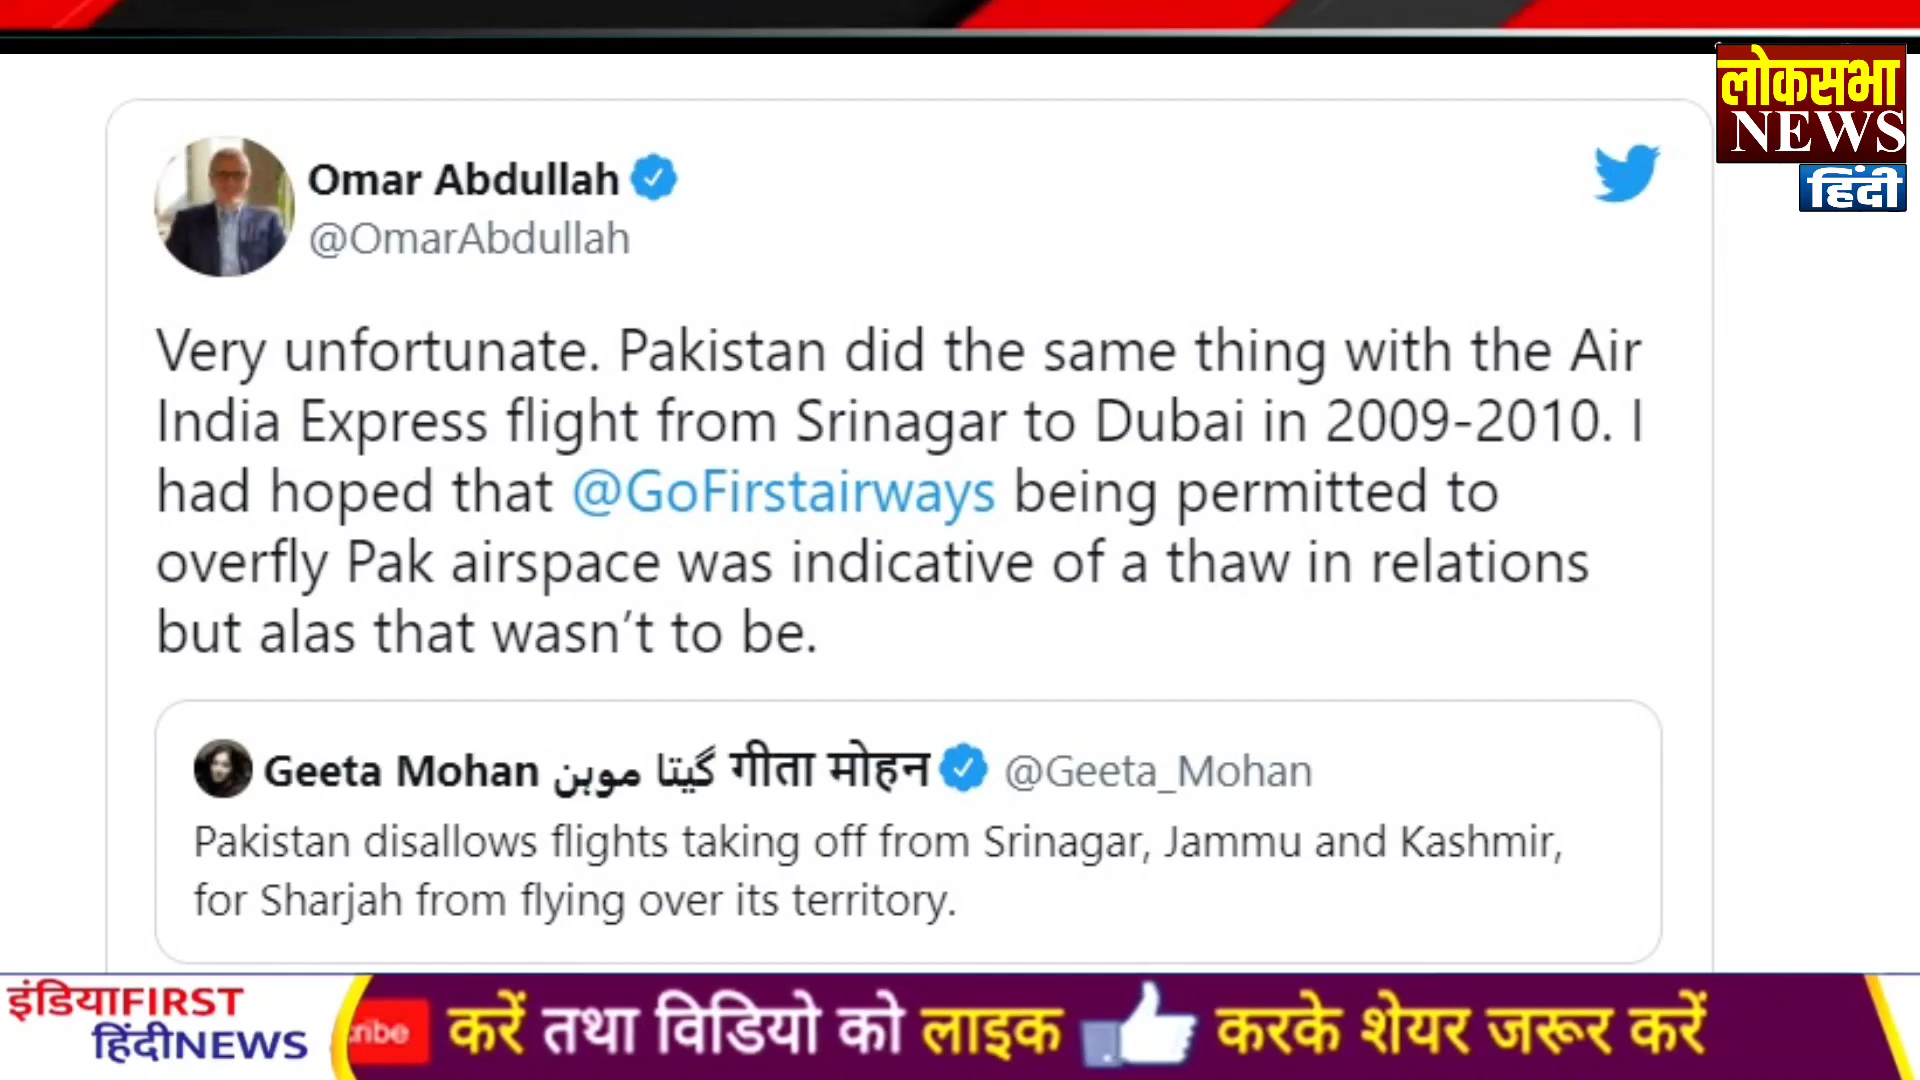 लोकसभा
NEWS
हिंदी
Omar Abdullah
@OmarAbdullah
Very unfortunate. Pakistan did the same thing with the Air
India Express flight from Srinagar to Dubai in 2009-2010. I
had hoped that @GoFirstairways being permitted to
overfly Pak airspace was indicative of a thaw in relations
but alas that wasn’t to be.
Geeta Mohan گیتا موہن गीता मोहन @Geeta_Mohan
Pakistan disallows flights taking off from Srinagar, Jammu and Kashmir,
for Sharjah from flying over its territory.
इंडियाFIRST
हिंदीNEWS
cribe करें तथा विडियो को लाइक करके शेयर जरूर करें